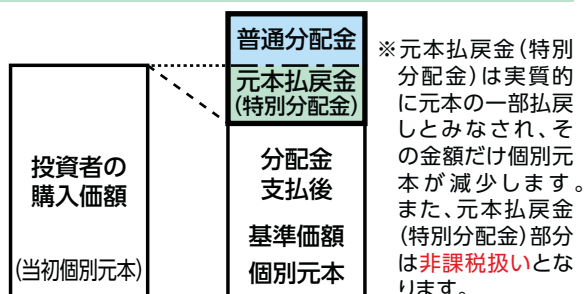 普通分配金
元本払戻金
(特別分配金)
投資者の
購入価額
(当初個別元本)
分配金
支払後
基準価額
個別元本
※元本払戻金(特別
分配金)は実質的
に元本の一部払戻
しとみなされ、そ
の金額だけ個別元
本が減少します。
また、元本払戻金
(特別分配金)部分
は非課税扱いとな
ります。